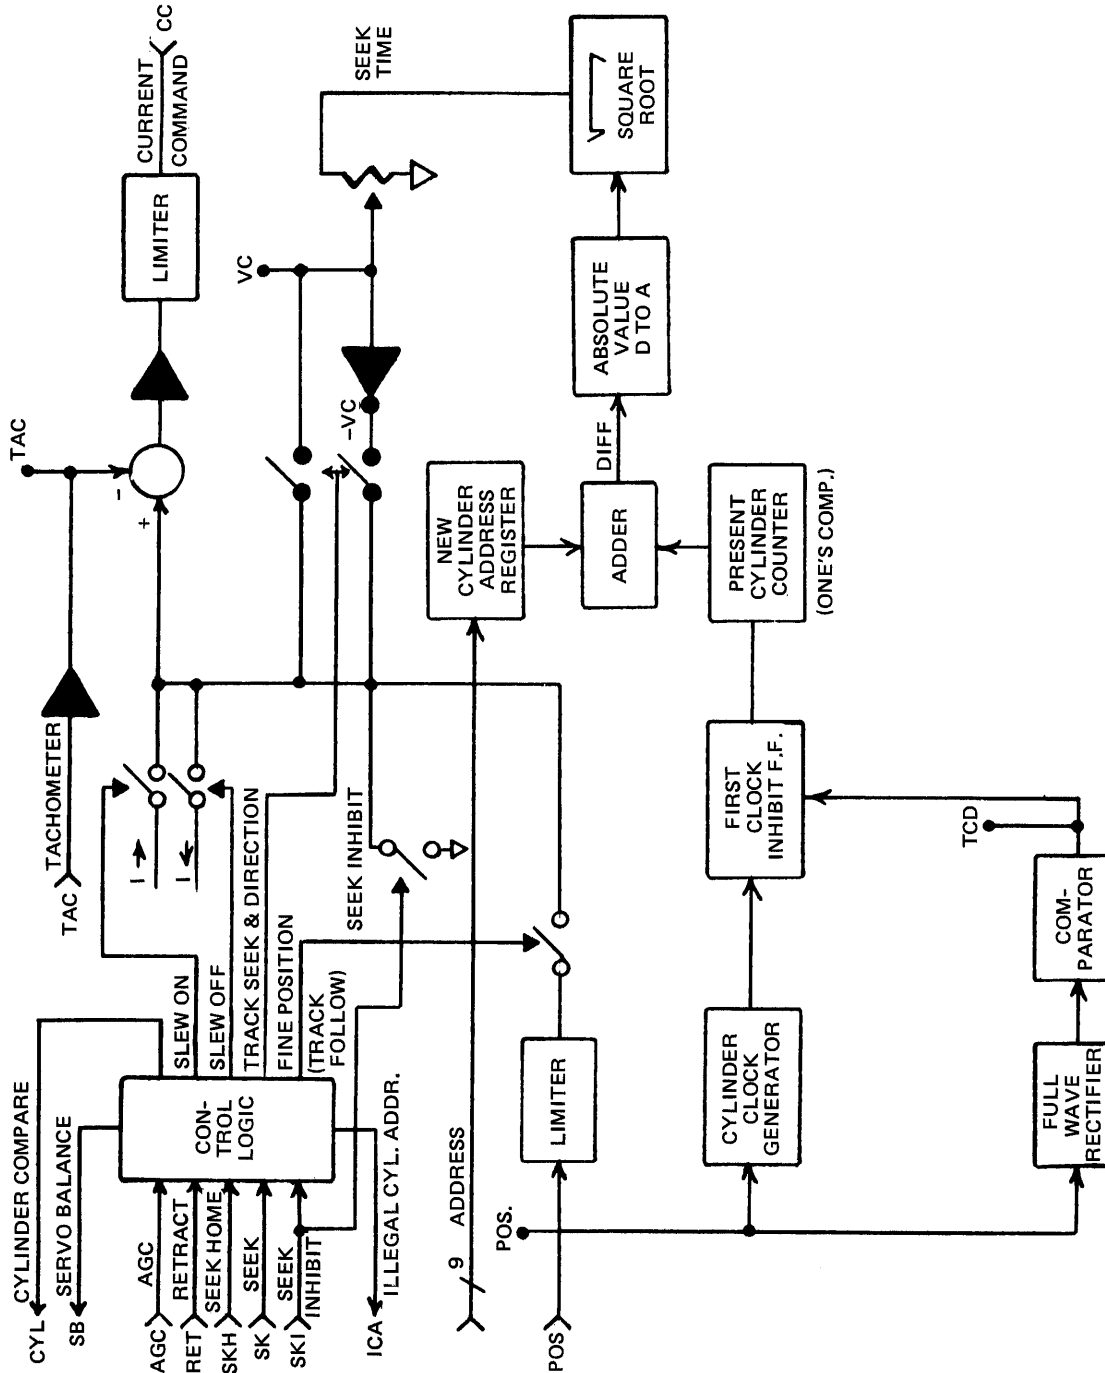 CYL
CYLINDER COMPARE
SB
SERVO BALANCE
AGC
AGC
RET
RETRACT
SKH
SEEK HOME
SK
SEEK
SKI
SEEK
INHIBIT
ICA
ILLEGAL CYL. ADDR.
CON-
TROL
LOGIC
SLEW ON
SLEW OFF
TRACK SEEK & DIRECTION
FINE POSITION
(TRACK
FOLLOW)
TAC
TACHOMETER
I
I
SEEK INHIBIT
TAC
-
+
LIMITER
CURRENT
COMMAND
CC
VC
-VC
SEEK
TIME
9
ADDRESS
NEW
CYLINDER
ADDRESS
REGISTER
POS
POS.
LIMITER
ADDER
DIFF
ABSOLUTE
VALUE
D TO A
√
SQUARE
ROOT
CYLINDER
CLOCK
GENERATOR
FIRST
CLOCK
INHIBIT F.F.
PRESENT
CYLINDER
COUNTER
(ONE'S COMP.)
TCD
FULL
WAVE
RECTIFIER
COM-
PARATOR